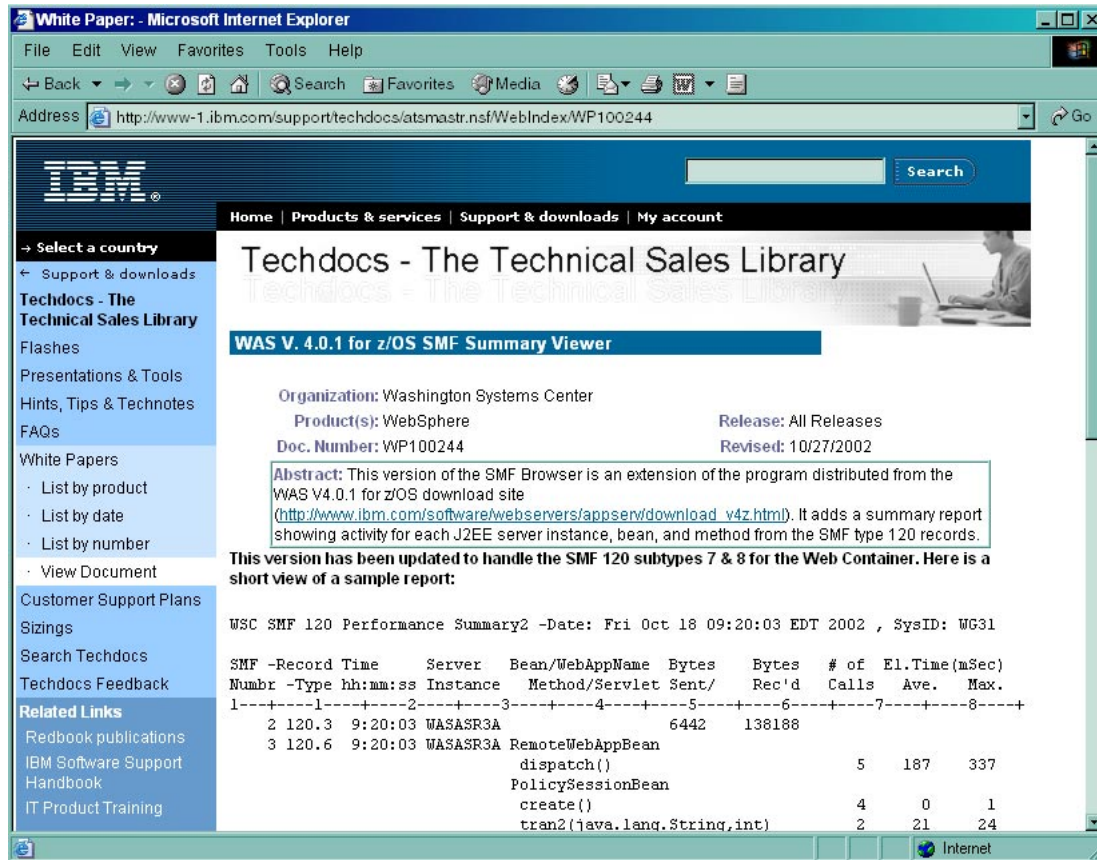 White Paper: - Microsoft Internet Explorer
File Edit View Favorites Tools Help
Back Search Favorites Media
Address http://www-1.ibm.com/support/techdocs/atsmastr.nsf/WebIndex/WP100244 Go
IBM®
Search
Home | Products & services | Support & downloads | My account
→ Select a country
← Support & downloads
Techdocs - The
Technical Sales Library
Flashes
Presentations & Tools
Hints, Tips & Technotes
FAQs
White Papers
· List by product
· List by date
· List by number
· View Document
Customer Support Plans
Sizings
Search Techdocs
Techdocs Feedback
Related Links
Redbook publications
IBM Software Support
Handbook
IT Product Training
Techdocs - The Technical Sales Library
WAS V. 4.0.1 for z/OS SMF Summary Viewer
Organization: Washington Systems Center
Product(s): WebSphere Release: All Releases
Doc. Number: WP100244 Revised: 10/27/2002
Abstract: This version of the SMF Browser is an extension of the program distributed from the
WAS V4.0.1 for z/OS download site
(http://www.ibm.com/software/webservers/appserv/download_v4z.html). It adds a summary report
showing activity for each J2EE server instance, bean, and method from the SMF type 120 records.
This version has been updated to handle the SMF 120 subtypes 7 & 8 for the Web Container. Here is a
short view of a sample report:
WSC SMF 120 Performance Summary2 -Date: Fri Oct 18 09:20:03 EDT 2002 , SysID: WG31
SMF -Record Time Server Bean/WebAppName Bytes Bytes # of El.Time(mSec)
Numbr -Type hh:mm:ss Instance Method/Servlet Sent/ Rec'd Calls Ave. Max.
1---+----1----+----2----+----3----+----4----+----5----+----6----+----7----+----8----+
2 120.3 9:20:03 WASASR3A 6442 138188
3 120.6 9:20:03 WASASR3A RemoteWebAppBean
dispatch() 5 187 337
PolicySessionBean
create() 4 0 1
tran2(java.lang.String,int) 2 21 24
Internet